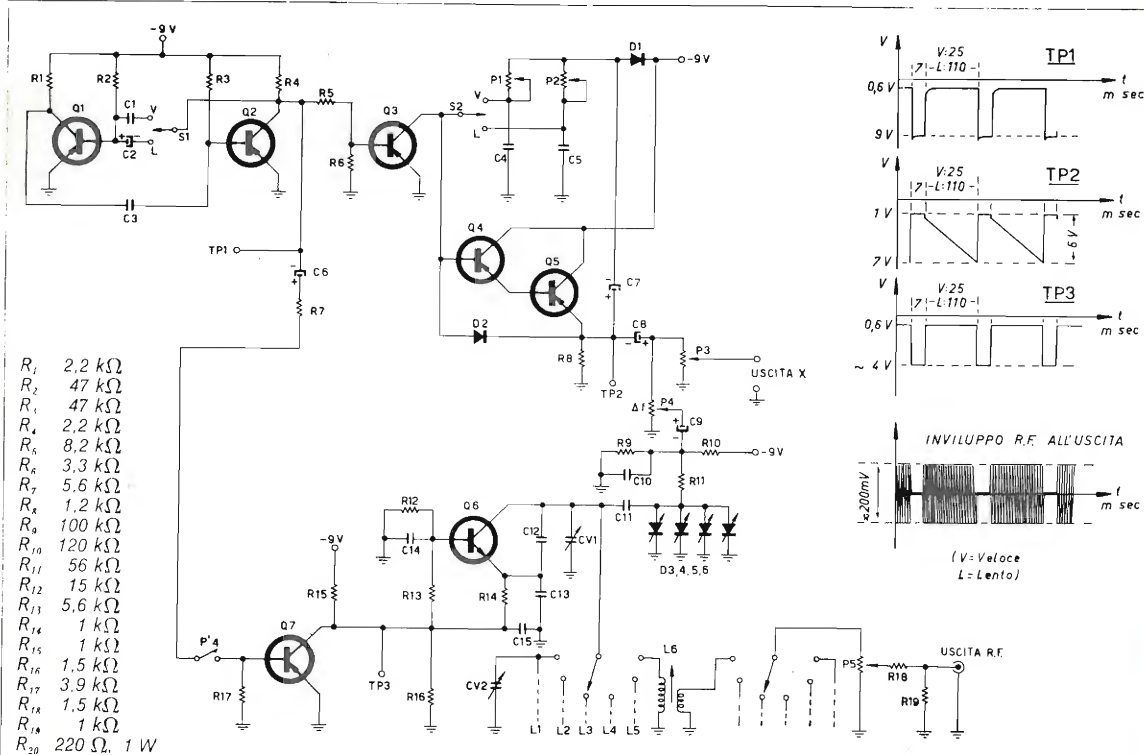 -9V
R1
R2
R3
R4
C1
V
C2
L
S1
Q1
Q2
R5
Q3
R6
C3
TP1
C6
R7
S2
V
L
P1
P2
C4
C5
D1
-9V
Q4
Q5
C7
D2
R8
TP2
C8
P3
USCITA X
Δf
P4
C9
R9
C10
R10
-9V
R11
C11
D3,4,5,6
R12
C14
Q6
C12
CV1
R13
R14
C13
C15
-9V
R15
P'4
Q7
R17
TP3
R16
CV2
L1
L2
L3
L4
L5
L6
P5
R18
R19
USCITA R.F.
V
TP1
V:25
7
-L:110-
t
m sec
0,6V
9V
V
TP2
V:25
7
-L:110-
t
m sec
1V
7V
6V
V
TP3
V:25
7
-L:110-
t
m sec
0,6V
~ 4V
INVILUPPO R.F. ALL'USCITA
≈200mV
t
m sec
(V=Veloce
L=Lento)
R1 2,2 kΩ
R2 47 kΩ
R3 47 kΩ
R4 2,2 kΩ
R5 8,2 kΩ
R6 3,3 kΩ
R7 5,6 kΩ
R8 1,2 kΩ
R9 100 kΩ
R10 120 kΩ
R11 56 kΩ
R12 15 kΩ
R13 5,6 kΩ
R14 1 kΩ
R15 1 kΩ
R16 1,5 kΩ
R17 3,9 kΩ
R18 1,5 kΩ
R19 1 kΩ
R20 220 Ω, 1 W